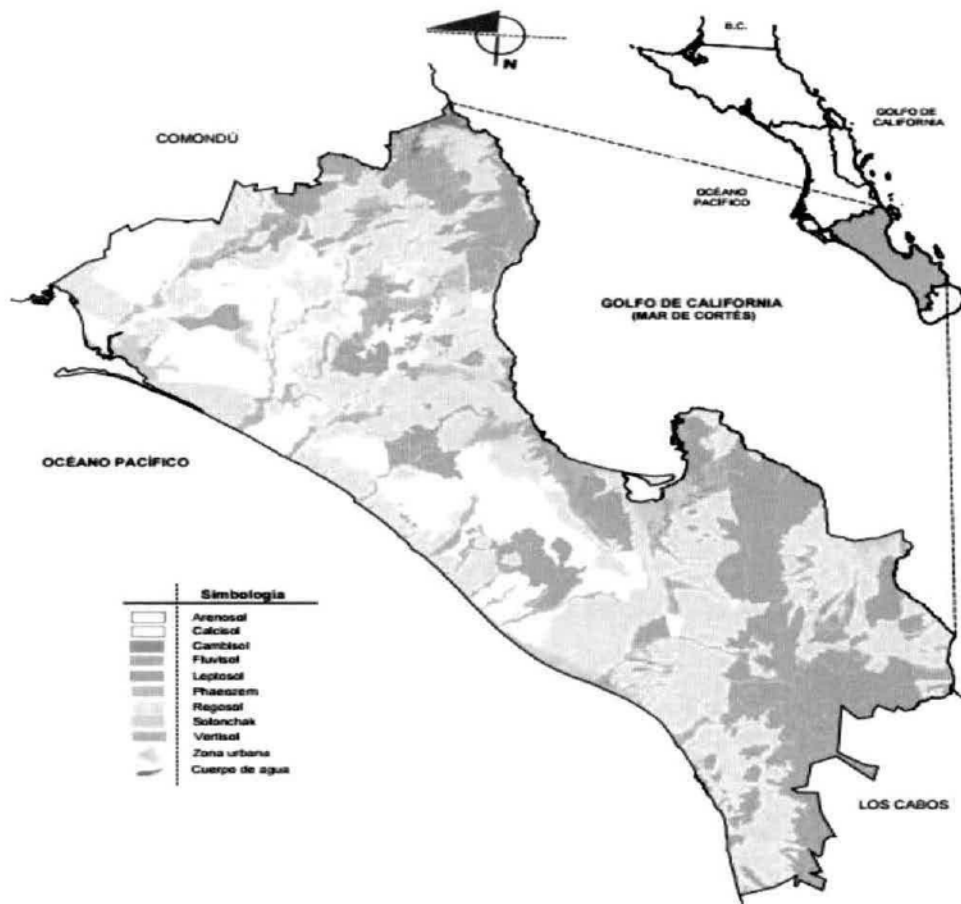 B.C.
N
GOLFO DE
CALIFORNIA
COMONDÚ
OCÉANO
PACÍFICO
GOLFO DE CALIFORNIA
(MAR DE CORTÉS)
OCÉANO PACÍFICO
Simbología
Arenosol
Calcisol
Cambisol
Fluvisol
Leptosol
Phaeozem
Regosol
Solonchak
Vertisol
Zona urbana
Cuerpo de agua
LOS CABOS